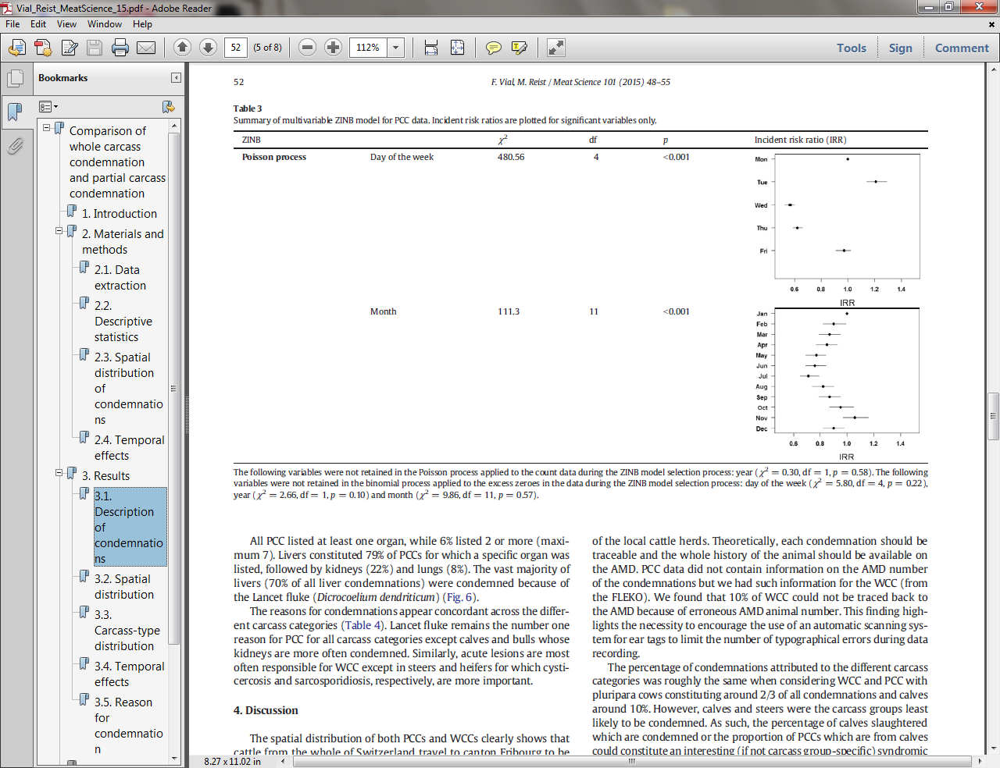 Vial_Reist_MeatScience_15.pdf - Adobe Reader
File Edit View Window Help
52 (5 of 8) 112% Tools Sign Comment
Bookmarks
Comparison of
whole carcass
condemnation
and partial carcass
condemnation
1. Introduction
2. Materials and
methods
2.1. Data
extraction
2.2.
Descriptive
statistics
2.3. Spatial
distribution
of
condemnatio
ns
2.4. Temporal
effects
3. Results
3.1.
Description
of
condemnatio
ns
3.2. Spatial
distribution
3.3.
Carcass-type
distribution
3.4. Temporal
effects
3.5. Reason
for
condemnatio
n
52 F. Vial, M. Reist / Meat Science 101 (2015) 48–55
Table 3
Summary of multivariable ZINB model for PCC data. Incident risk ratios are plotted for significant variables only.
ZINB χ2 df p Incident risk ratio (IRR)
Poisson process Day of the week 480.56 4 <0.001
Mon
Tue
Wed
Thu
Fri
0.6 0.8 1.0 1.2 1.4
IRR
Month 111.3 11 <0.001
Jan
Feb
Mar
Apr
May
Jun
Jul
Aug
Sep
Oct
Nov
Dec
0.6 0.8 1.0 1.2 1.4
IRR
The following variables were not retained in the Poisson process applied to the count data during the ZINB model selection process: year (χ2 = 0.30, df = 1, p = 0.58). The following
variables were not retained in the binomial process applied to the excess zeroes in the data during the ZINB model selection process: day of the week (χ2 = 5.80, df = 4, p = 0.22),
year (χ2 = 2.66, df = 1, p = 0.10) and month (χ2 = 9.86, df = 11, p = 0.57).
All PCC listed at least one organ, while 6% listed 2 or more (maxi-
mum 7). Livers constituted 79% of PCCs for which a specific organ was
listed, followed by kidneys (22%) and lungs (8%). The vast majority of
livers (70% of all liver condemnations) were condemned because of
the Lancet fluke (Dicrocoelium dendriticum) (Fig. 6).
The reasons for condemnations appear concordant across the differ-
ent carcass categories (Table 4). Lancet fluke remains the number one
reason for PCC for all carcass categories except calves and bulls whose
kidneys are more often condemned. Similarly, acute lesions are most
often responsible for WCC except in steers and heifers for which cysti-
cercosis and sarcosporidiosis, respectively, are more important.
4. Discussion
The spatial distribution of both PCCs and WCCs clearly shows that
cattle from the whole of Switzerland travel to canton Fribourg to be
of the local cattle herds. Theoretically, each condemnation should be
traceable and the whole history of the animal should be available on
the AMD. PCC data did not contain information on the AMD number
of the condemnations but we had such information for the WCC (from
the FLEKO). We found that 10% of WCC could not be traced back to
the AMD because of erroneous AMD animal number. This finding high-
lights the necessity to encourage the use of an automatic scanning sys-
tem for ear tags to limit the number of typographical errors during data
recording.
The percentage of condemnations attributed to the different carcass
categories was roughly the same when considering WCC and PCC with
pluripara cows constituting around 2/3 of all condemnations and calves
around 10%. However, calves and steers were the carcass groups least
likely to be condemned. As such, the percentage of calves slaughtered
which are condemned or the proportion of PCCs which are from calves
could constitute an interesting (if not carcass group-specific) syndromic
8.27 x 11.02 in